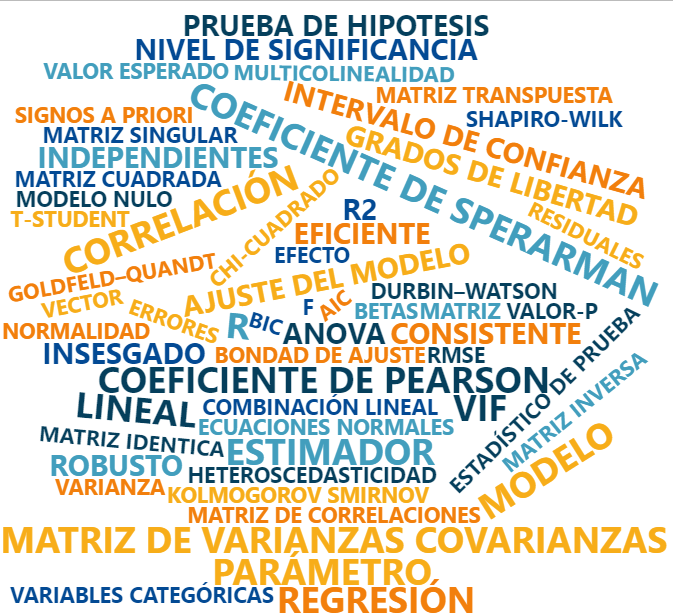 PRUEBA DE HIPOTESIS
NIVEL DE SIGNIFICANCIA
VALOR ESPERADO
MULTICOLINEALIDAD
COEFICIENTE DE SPERARMAN
INTERVALO DE CONFIANZA
MATRIZ TRANSPUESTA
SIGNOS A PRIORI
SHAPIRO-WILK
MATRIZ SINGULAR
GRADOS DE LIBERTAD
INDEPENDIENTES
MATRIZ CUADRADA
CORRELACIÓN
CHI-CUADRADO
MODELO NULO
R2
RESIDUALES
T-STUDENT
EFICIENTE
EFECTO
GOLDFELD–QUANDT
AJUSTE DEL MODELO
DURBIN–WATSON
VECTOR
ERRORES
F
AIC
BETAS
MATRIZ
VALOR-P
NORMALIDAD
R
BIC
ANOVA
CONSISTENTE
ESTADÍSTICO DE PRUEBA
INSESGADO
BONDAD DE AJUSTE
RMSE
COEFICIENTE DE PEARSON
MATRIZ INVERSA
LINEAL
COMBINACIÓN LINEAL
VIF
ECUACIONES NORMALES
MATRIZ IDENTICA
ESTIMADOR
MODELO
ROBUSTO
HETEROSCEDASTICIDAD
VARIANZA
KOLMOGOROV SMIRNOV
MATRIZ DE CORRELACIONES
MATRIZ DE VARIANZAS COVARIANZAS
PARÁMETRO
VARIABLES CATEGÓRICAS
REGRESIÓN